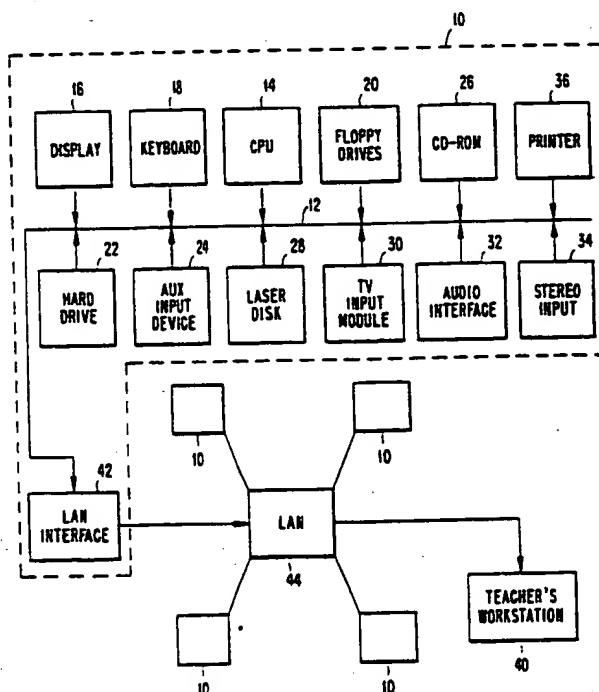 10
16 18 14 20 26 36
DISPLAY KEYBOARD CPU FLOPPY DRIVES CD-ROM PRINTER
12
22 24 28 30 32 34
HARD DRIVE AUX INPUT DEVICE LASER DISK TV INPUT MODULE AUDIO INTERFACE STEREO INPUT
10 10
42
LAN INTERFACE LAN
44
TEACHER'S WORKSTATION
40
10 10